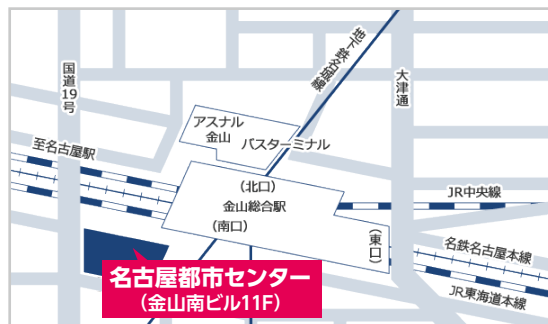 地下鉄名城線
国道19号
大津通
アスナル
金山
バスターミナル
至名古屋駅
(北口)
金山総合駅
(南口)
(東口)
JR中央線
名鉄名古屋本線
JR東海道本線
名古屋都市センター
(金山南ビル11F)